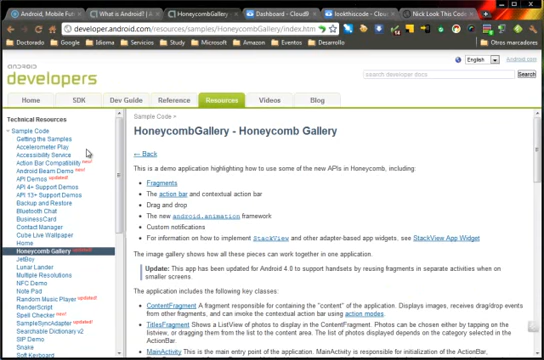 Android, Mobile Fut
What is Android? | A
HoneycombGallery - H
Dashboard - Cloud9
lookthiscode - Cloud
Nick Look This Code
developer.android.com/resources/samples/HoneycombGallery/index.html
Doctorado Google Idioma Servicios Study Microsoft Amazon Eventos Desarrollo Otros marcadores
ANDROID
developers
English Android.com
search developer docs Search
Home SDK Dev Guide Reference Resources Videos Blog
Technical Resources
Sample Code
Getting the Samples
Accelerometer Play
Accessibility Service
Action Bar Compatibility new!
Android Beam Demo new!
API Demos updated!
API 4+ Support Demos
API 13+ Support Demos
Backup and Restore
Bluetooth Chat
BusinessCard
Contact Manager
Cube Live Wallpaper
Home
Honeycomb Gallery updated!
JetBoy
Lunar Lander
Multiple Resolutions
NFC Demo
Note Pad
Random Music Player updated!
RenderScript
Spell Checker new!
SampleSyncAdapter updated!
Searchable Dictionary v2
SIP Demo
Snake
Soft Keyboard
Sample Code >
HoneycombGallery - Honeycomb Gallery
← Back
This is a demo application highlighting how to use some of the new APIs in Honeycomb, including:
• Fragments
• The action bar and contextual action bar
• Drag and drop
• The new android.animation framework
• Custom notifications
• For information on how to implement StackView and other adapter-based app widgets, see StackView App Widget
The image gallery shows how all these pieces can work together in one application.
Update: This app has been updated for Android 4.0 to support handsets by reusing fragments in separate activities when on
smaller screens.
The application includes the following key classes:
• ContentFragment A fragment responsible for containing the "content" of the application. Displays images, receives drag/drop events
from other fragments, and can invoke the contextual action bar using action modes.
• TitlesFragment Shows a ListView of photos to display in the ContentFragment. Photos can be chosen either by tapping on the
listview, or dragging them from the list to the content area. The list of photos displayed depends on the category selected in the
ActionBar.
• MainActivity This is the main entry point of the application. MainActivity is responsible for initialization of the ActionBar,